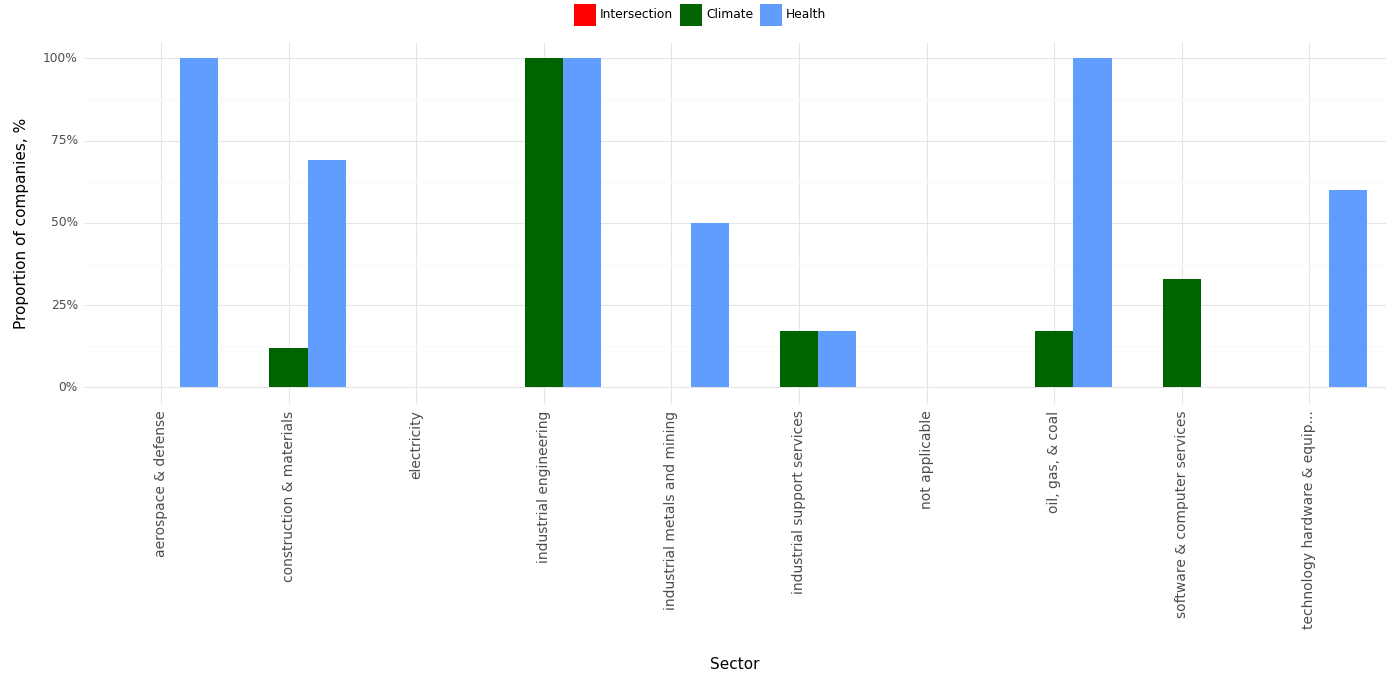 Intersection Climate Health
Proportion of companies, %
100%
75%
50%
25%
0%
aerospace & defense
construction & materials
electricity
industrial engineering
industrial metals and mining
industrial support services
not applicable
oil, gas, & coal
software & computer services
technology hardware & equip...
Sector